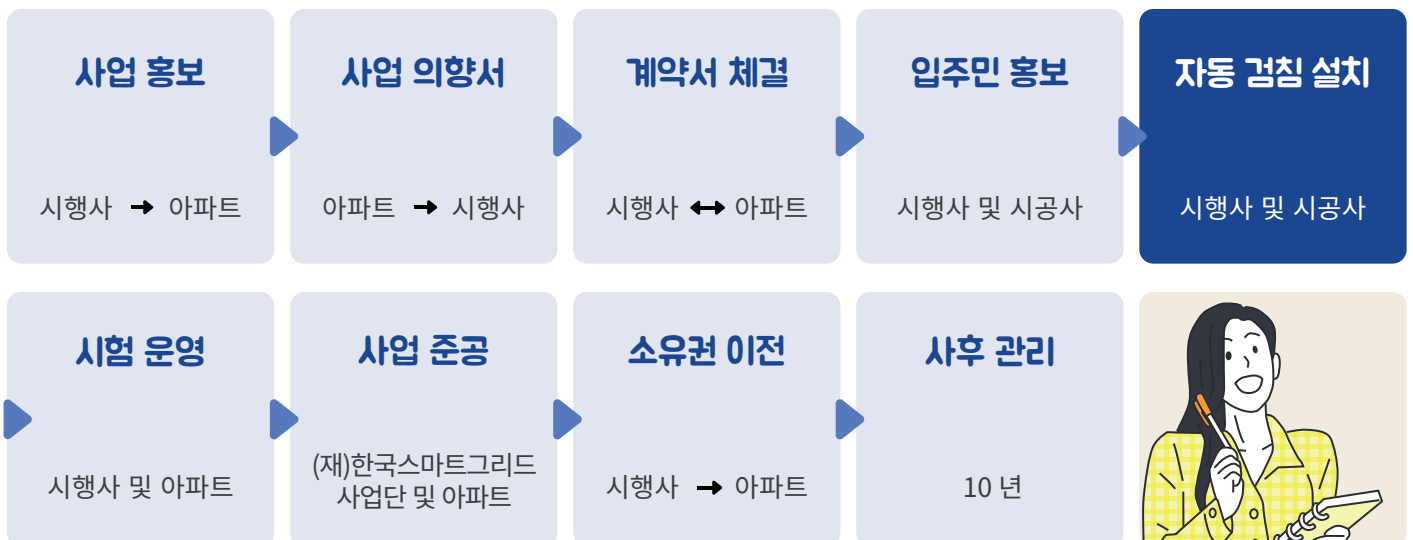 사업 홍보
시행사 → 아파트
사업 의향서
아파트 → 시행사
계약서 체결
시행사 ↔ 아파트
입주민 홍보
시행사 및 시공사
자동 검침 설치
시행사 및 시공사
시험 운영
시행사 및 아파트
사업 준공
(재)한국스마트그리드
사업단 및 아파트
소유권 이전
시행사 → 아파트
사후 관리
10 년